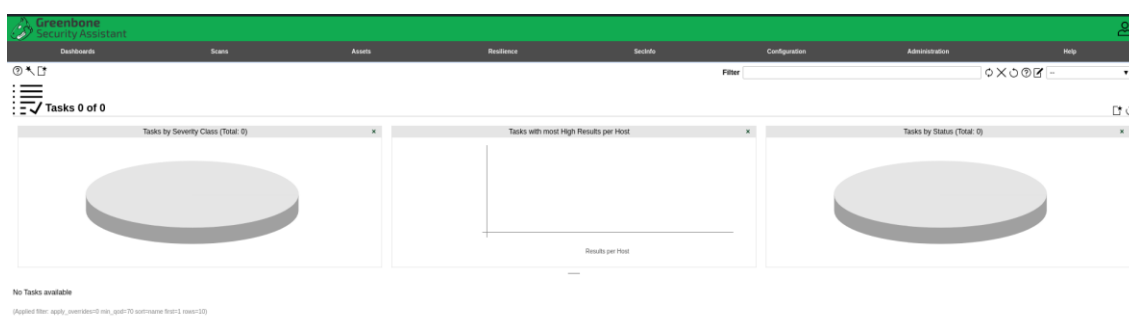 Greenbone
Security Assistant
Dashboards Scans Assets Resilience SecInfo Configuration Administration Help
Filter --
Tasks 0 of 0
Tasks by Severity Class (Total: 0) × Tasks with most High Results per Host × Tasks by Status (Total: 0) ×
Results per Host
No Tasks available
(Applied filter: apply_overrides=0 min_qod=70 sort=name first=1 rows=10)